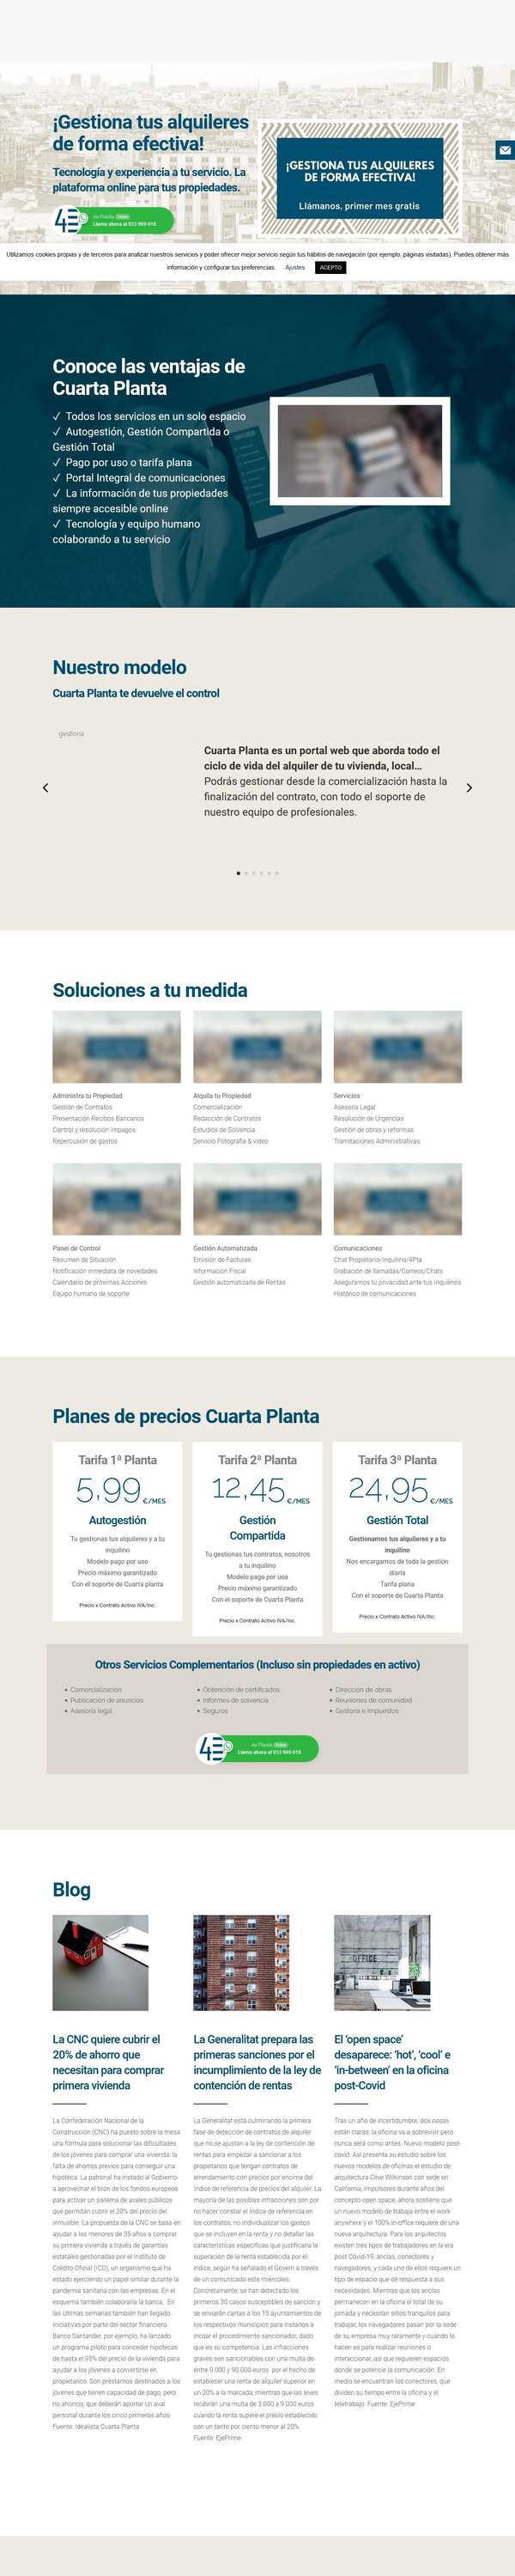 ¡Gestiona tus alquileres
de forma efectiva!
Tecnología y experiencia a tu servicio. La
plataforma online para tus propiedades.
4a Planta Online
Llama ahora al 933 969 616
¡GESTIONA TUS ALQUILERES
DE FORMA EFECTIVA!
Llámanos, primer mes gratis
Utilizamos cookies propias y de terceros para analizar nuestros servicios y poder ofrecer mejor servicio según tus hábitos de navegación (por ejemplo, páginas visitadas). Puedes obtener más
información y configurar tus preferencias. Ajustes ACEPTO
Conoce las ventajas de
Cuarta Planta
✓ Todos los servicios en un solo espacio
✓ Autogestión, Gestión Compartida o
Gestión Total
✓ Pago por uso o tarifa plana
✓ Portal Integral de comunicaciones
✓ La información de tus propiedades
siempre accesible online
✓ Tecnología y equipo humano
colaborando a tu servicio
Nuestro modelo
Cuarta Planta te devuelve el control
gestiona
Cuarta Planta es un portal web que aborda todo el
ciclo de vida del alquiler de tu vivienda, local...
Podrás gestionar desde la comercialización hasta la
finalización del contrato, con todo el soporte de
nuestro equipo de profesionales.
Soluciones a tu medida
Administra tu Propiedad
Gestión de Contratos
Presentación Recibos Bancarios
Control y resolución impagos
Repercusión de gastos
Alquila tu Propiedad
Comercialización
Redacción de Contratos
Estudios de Solvencia
Servicio Fotografía & video
Servicios
Asesoría Legal
Resolución de Urgencias
Gestión de obras y reformas
Tramitaciones Administrativas
Panel de Control
Resumen de Situación
Notificación inmediata de novedades
Calendario de próximas Acciones
Equipo humano de soporte
Gestión Automatizada
Emisión de Facturas
Información Fiscal
Gestión automatizada de Rentas
Comunicaciones
Chat Propietario/Inquilino/4Pta
Grabación de llamadas/Correos/Chats
Aseguramos tu privacidad ante tus inquilinos
Histórico de comunicaciones
Planes de precios Cuarta Planta
Tarifa 1ª Planta
5,99 €/MES
Autogestión
Tu gestionas tus alquileres y a tu
inquilino
Modelo pago por uso
Precio máximo garantizado
Con el soporte de Cuarta planta
Precio x Contrato Activo IVA/Inc.
Tarifa 2ª Planta
12,45 €/MES
Gestión
Compartida
Tu gestionas tus contratos, nosotros
a tu inquilino
Modelo pago por uso
Precio máximo garantizado
Con el soporte de Cuarta Planta
Precio x Contrato Activo IVA/Inc.
Tarifa 3ª Planta
24,95 €/MES
Gestión Total
Gestionamos tus alquileres y a tu
inquilino
Nos encargamos de toda la gestión
diaria
Tarifa plana
Con el soporte de Cuarta Planta
Precio x Contrato Activo IVA/Inc.
Otros Servicios Complementarios (Incluso sin propiedades en activo)
• Comercialización
• Publicación de anuncios
• Asesoría legal
• Obtención de certificados
• Informes de solvencia
• Seguros
• Dirección de obras
• Reuniones de comunidad
• Gestoría e impuestos
4a Planta Online
Llama ahora al 933 969 616
Blog
OFFICE
La CNC quiere cubrir el
20% de ahorro que
necesitan para comprar
primera vivienda
La Confederación Nacional de la
Construcción (CNC) ha puesto sobre la mesa
una fórmula para solucionar las dificultades
de los jóvenes para comprar una vivienda: la
falta de ahorros previos para conseguir una
hipoteca. La patronal ha instado al Gobierno
a aprovechar el tirón de los fondos europeos
para activar un sistema de avales públicos
que permitan cubrir el 20% del precio del
inmueble. La propuesta de la CNC se basa en
ayudar a los menores de 35 años a comprar
su primera vivienda a través de garantías
estatales gestionadas por el Instituto de
Crédito Oficial (ICO), un organismo que ha
estado ejerciendo un papel similar durante la
pandemia sanitaria con las empresas. En el
esquema también colaboraría la banca. En
las últimas semanas también han llegado
iniciativas por parte del sector financiero.
Banco Santander, por ejemplo, ha lanzado
un programa piloto para conceder hipotecas
de hasta el 95% del precio de la vivienda para
ayudar a los jóvenes a convertirse en
propietarios. Son préstamos destinados a los
jóvenes que tienen capacidad de pago, pero
no ahorros, que deberán aportar un aval
personal durante los cinco primeros años.
Fuente: Idealista Cuarta Planta
La Generalitat prepara las
primeras sanciones por el
incumplimiento de la ley de
contención de rentas
La Generalitat está culminando la primera
fase de detección de contratos de alquiler
que no se ajustan a la ley de contención de
rentas para empezar a sancionar a los
propietarios que tengan contratos de
arrendamiento con precios por encima del
índice de referencia de precios del alquiler. La
mayoría de las posibles infracciones son por
no hacer constar el índice de referencia en
los contratos, no individualizar los gastos
que se incluyen en la renta y no detallar las
características específicas que justificaría la
superación de la renta establecida por el
índice, según ha señalado el Govern a través
de un comunicado este miércoles.
Concretamente, se han detectado los
primeros 30 casos susceptibles de sanción y
se enviarán cartas a los 15 ayuntamientos de
los respectivos municipios para instarlos a
incoar el procedimiento sancionador, dado
que es su competencia. Las infracciones
graves son sancionables con una multa de
entre 9.000 y 90.000 euros por el hecho de
establecer una renta de alquiler superior en
un 20% a la marcada, mientras que las leves
recibirán una multa de 3.000 a 9.000 euros
cuando la renta supere el precio establecido
con un tanto por ciento menor al 20%.
Fuente: EjePrime
El ‘open space’
desaparece: ‘hot’, ‘cool’ e
‘in-between’ en la oficina
post-Covid
Tras un año de incertidumbre, dos cosas
están claras: la oficina va a sobrevivir pero
nunca será como antes. Nuevo modelo post-
covid. Así presenta su estudio sobre los
nuevos modelos de oficinas el estudio de
arquitectura Clive Wilkinson con sede en
California, impulsores durante años del
concepto open space, ahora sostiene que
un nuevo modelo de trabajo entre el work
anywhere y el 100% in-office requiere de una
nueva arquitectura. Para los arquitectos
existen tres tipos de trabajadores en la era
post Covid-19: anclas, conectores y
navegadores, y cada uno de ellos requiere un
tipo de espacio que dé respuesta a sus
necesidades. Mientras que los anclas
permanecen en la oficina el total de su
jornada y necesitan sitios tranquilos para
trabajar, los navegadores pasan por la sede
de su empresa muy raramente y cuando lo
hacen es para realizar reuniones o
interaccionar, así que requieren espacios
donde se potencie la comunicación. En
medio se encuentran los conectores, que
dividen su tiempo entre la oficina y el
teletrabajo. Fuente: EjePrime